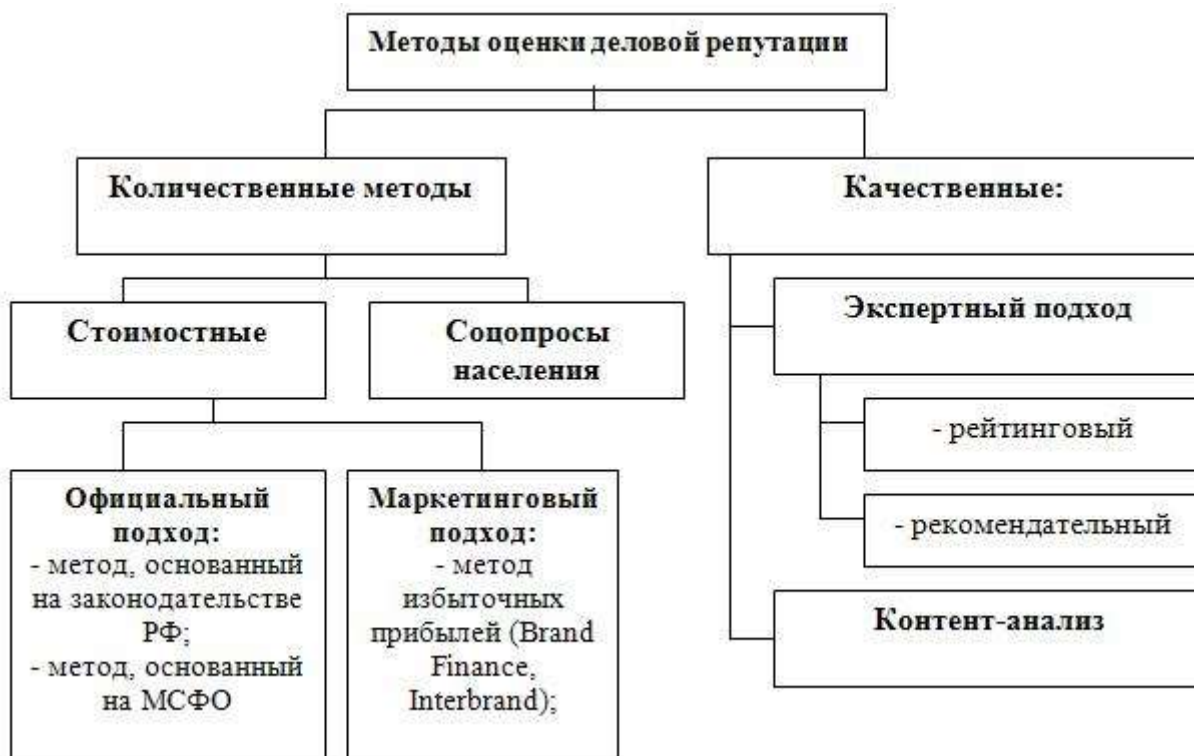 Методы оценки деловой репутации
Количественные методы
Качественные:
Стоимостные
Соцопросы
населения
Экспертный подход
- рейтинговый
- рекомендательный
Официальный
подход:
- метод, основанный
на законодательстве
РФ;
- метод, основанный
на МСФО
Маркетинговый
подход:
- метод
избыточных
прибылей (Brand
Finance,
Interbrand);
Контент-анализ